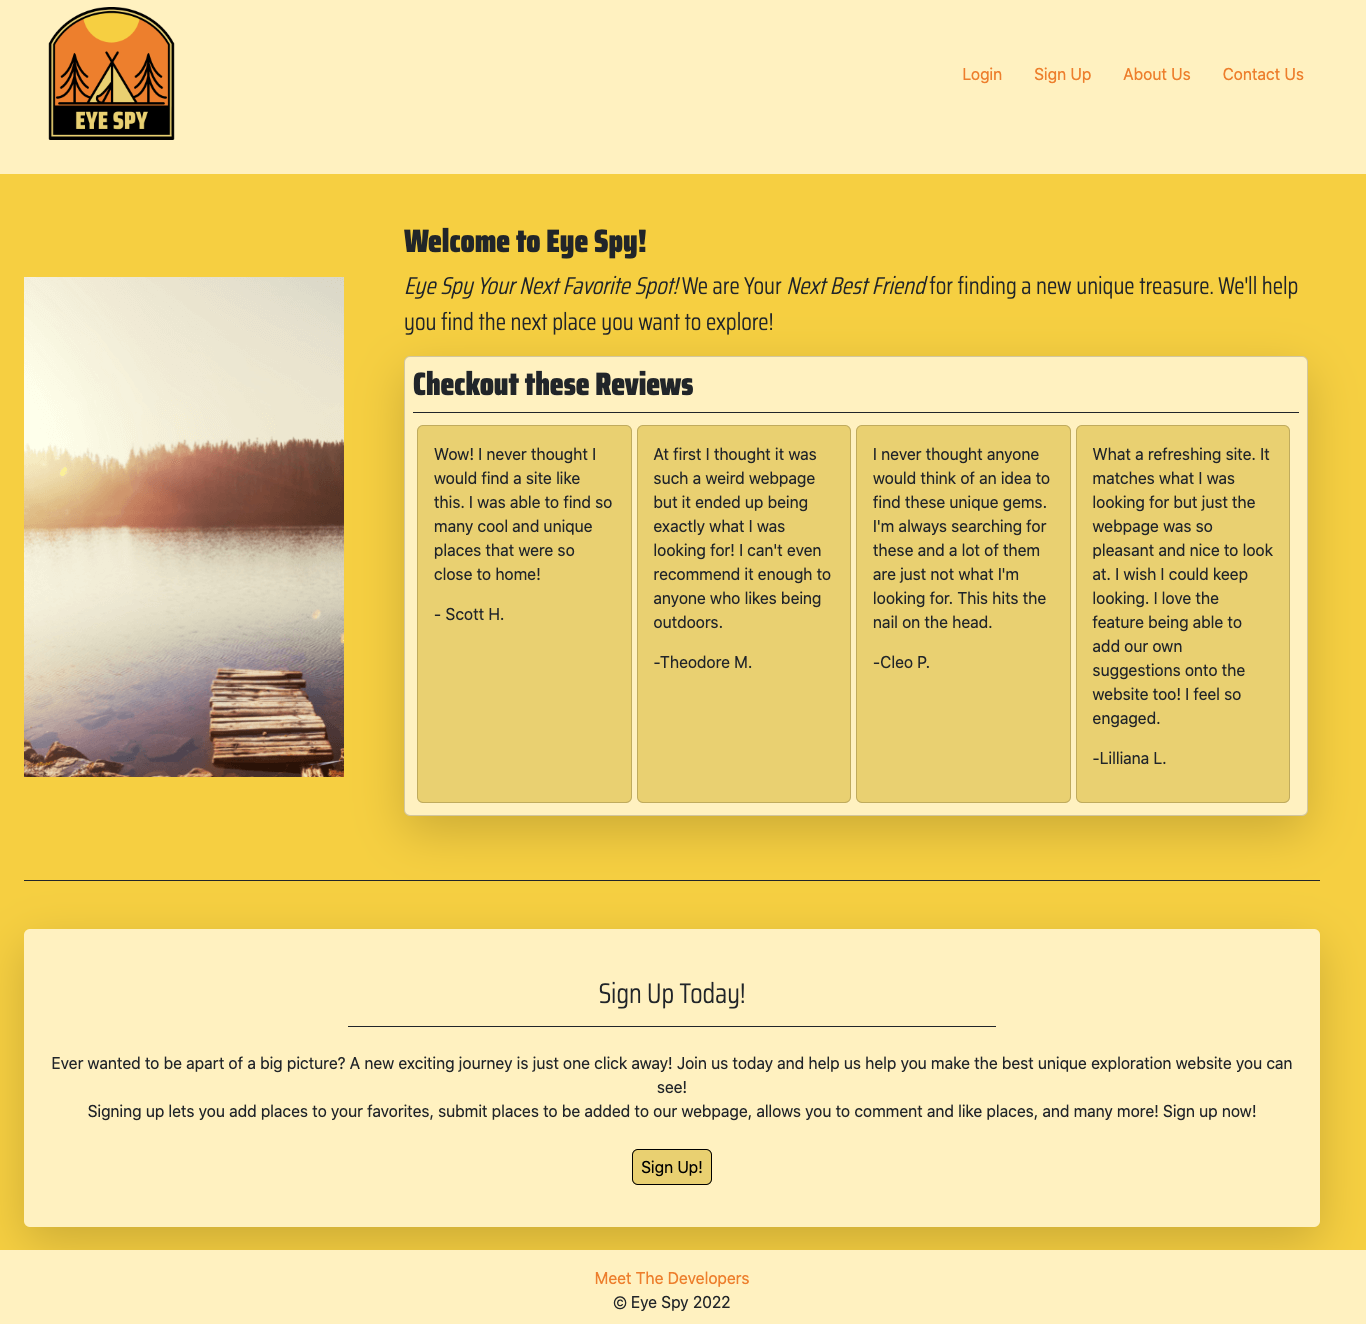 EYE SPY
Login
Sign Up
About Us
Contact Us
Welcome to Eye Spy!
Eye Spy Your Next Favorite Spot! We are Your Next Best Friend for finding a new unique treasure. We'll help
you find the next place you want to explore!
Checkout these Reviews
Wow! I never thought I
would find a site like
this. I was able to find so
many cool and unique
places that were so
close to home!
- Scott H.
At first I thought it was
such a weird webpage
but it ended up being
exactly what I was
looking for! I can't even
recommend it enough to
anyone who likes being
outdoors.
-Theodore M.
I never thought anyone
would think of an idea to
find these unique gems.
I'm always searching for
these and a lot of them
are just not what I'm
looking for. This hits the
nail on the head.
-Cleo P.
What a refreshing site. It
matches what I was
looking for but just the
webpage was so
pleasant and nice to look
at. I wish I could keep
looking. I love the
feature being able to
add our own
suggestions onto the
website too! I feel so
engaged.
-Lilliana L.
Sign Up Today!
Ever wanted to be apart of a big picture? A new exciting journey is just one click away! Join us today and help us help you make the best unique exploration website you can
see!
Signing up lets you add places to your favorites, submit places to be added to our webpage, allows you to comment and like places, and many more! Sign up now!
Sign Up!
Meet The Developers
© Eye Spy 2022